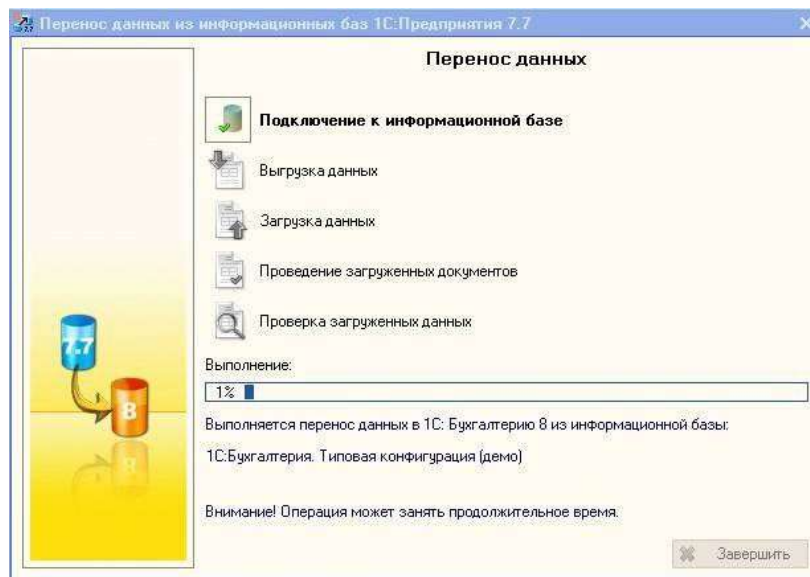 Перенос данных из информационных баз 1С:Предприятия 7.7
Перенос данных
Подключение к информационной базе
Выгрузка данных
Загрузка данных
Проведение загруженных документов
Проверка загруженных данных
7.7
8
Выполнение:
1%
Выполняется перенос данных в 1С: Бухгалтерию 8 из информационной базы:
1С:Бухгалтерия. Типовая конфигурация (демо)
Внимание! Операция может занять продолжительное время.
Завершить